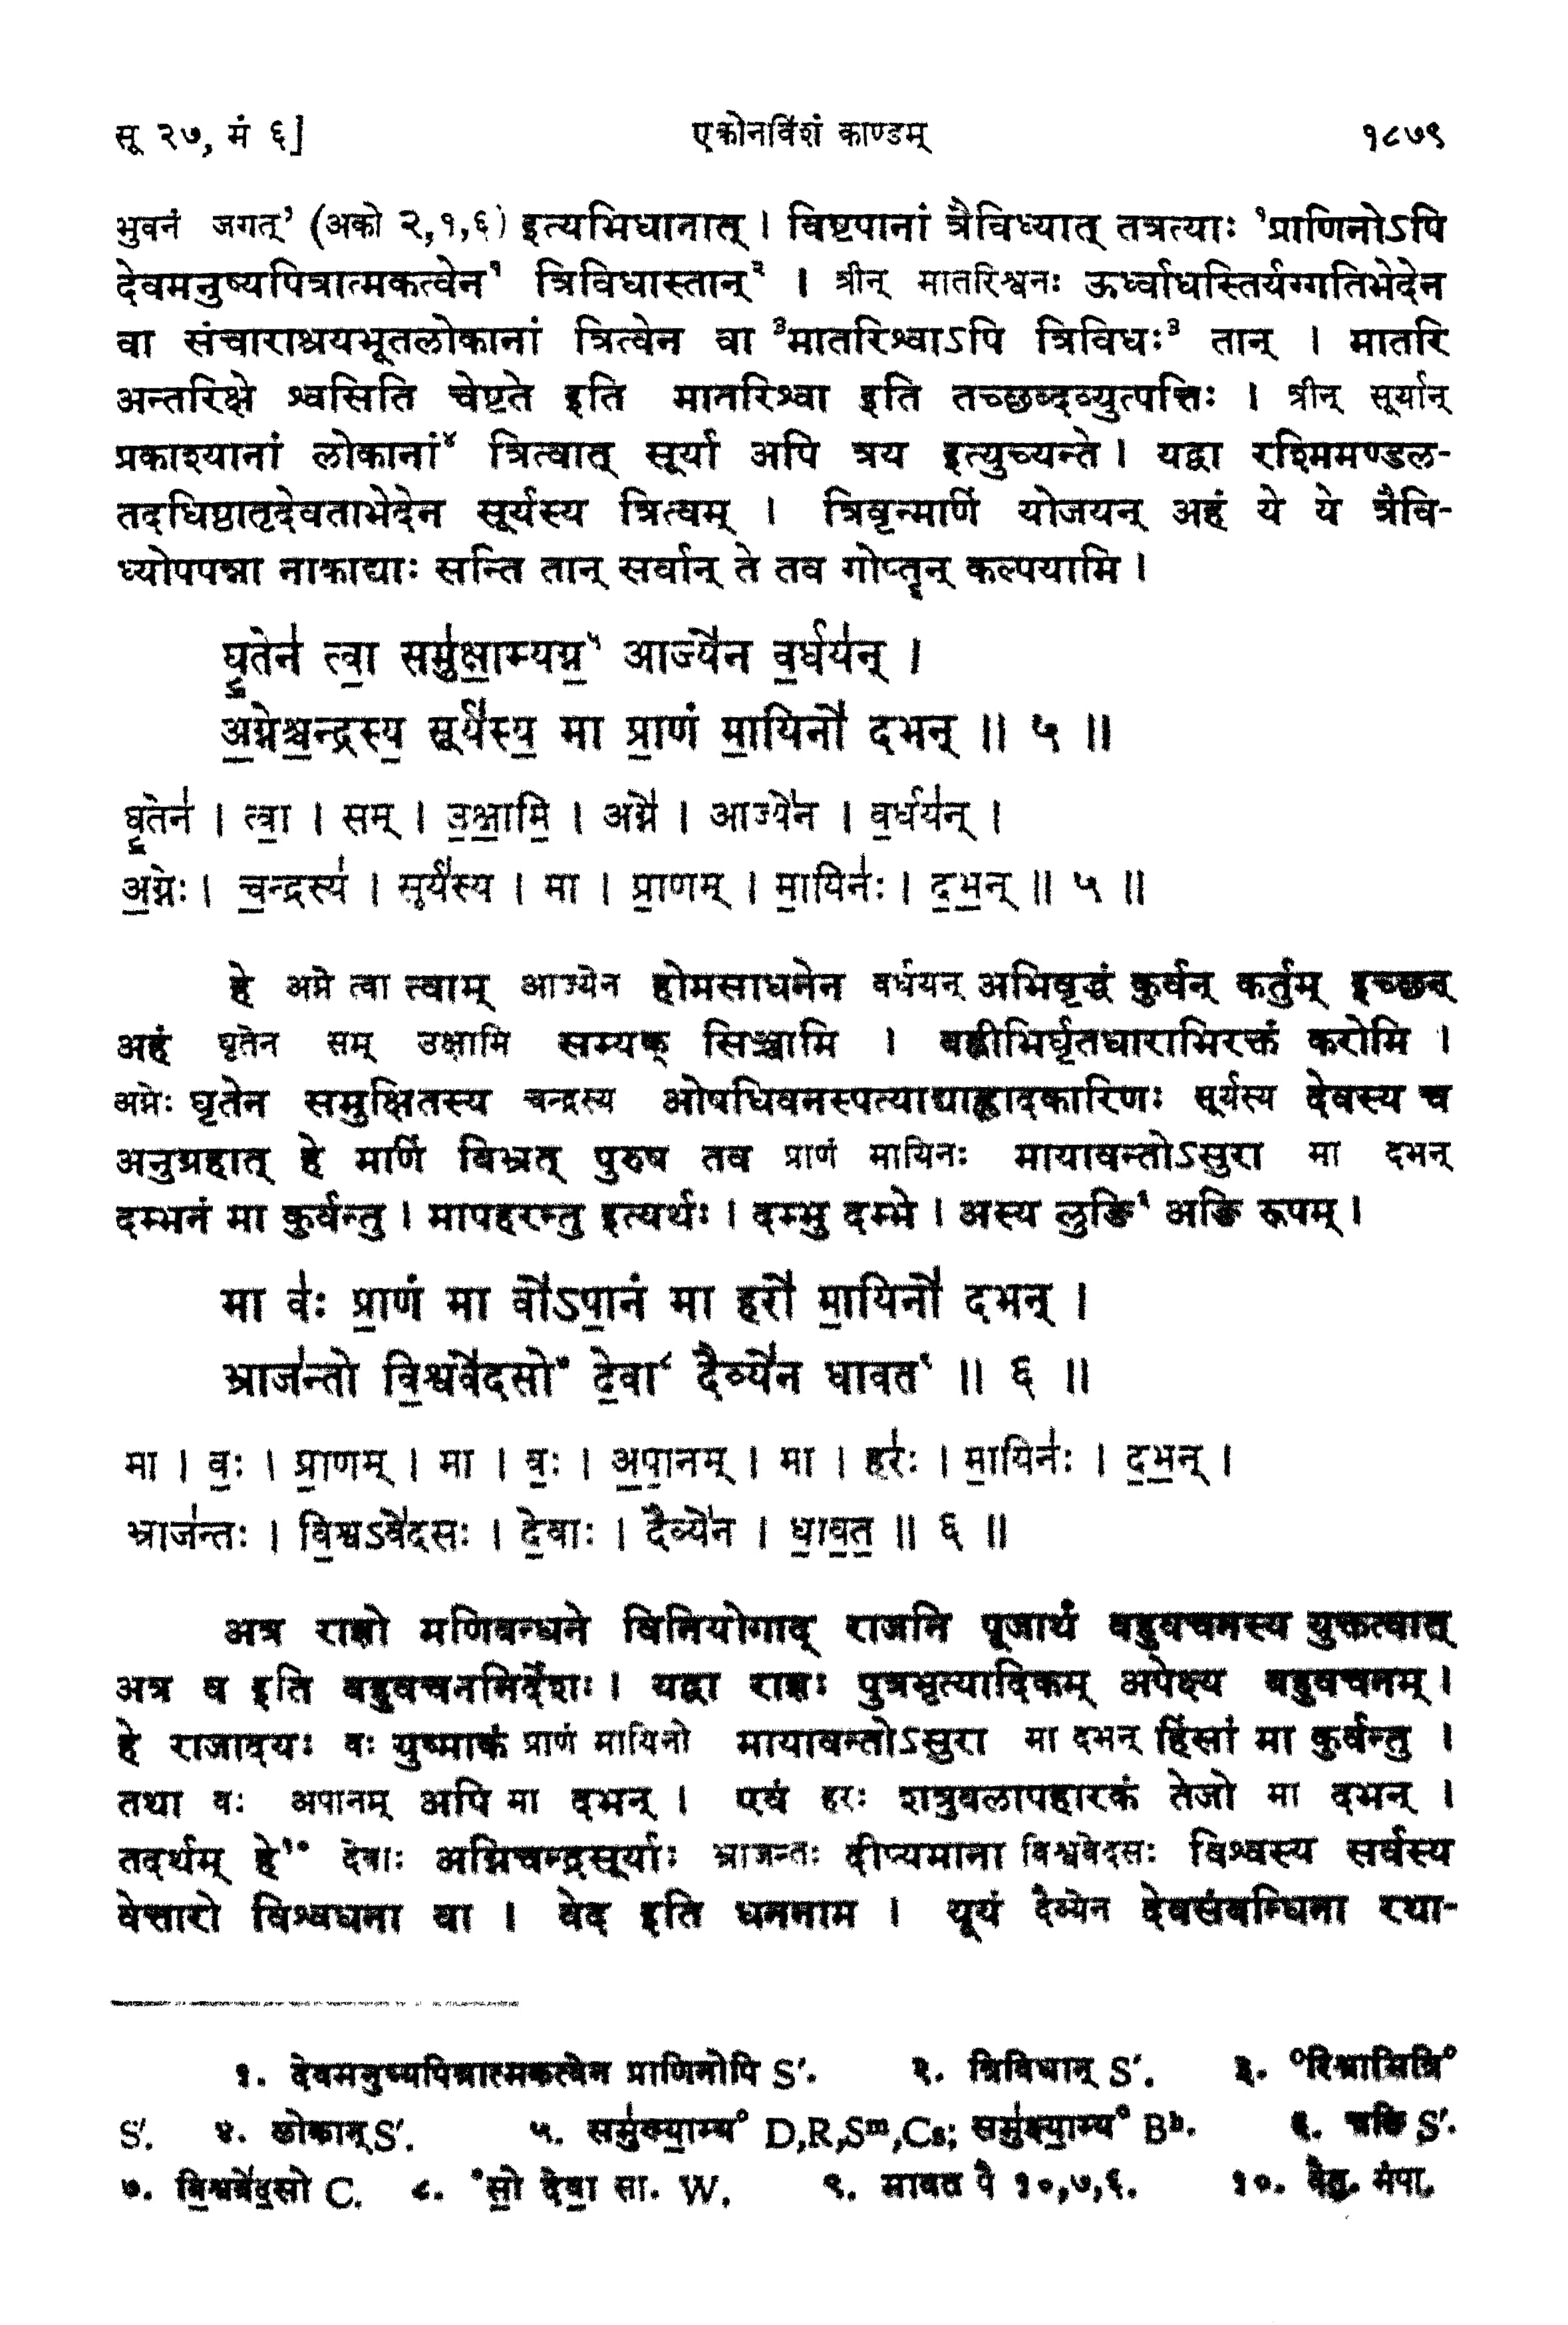 सू २७, मं ६] एकोनविंशं काण्डम् १८७९
भुवनं जगत्’ (अको २,१,६) इत्यभिधानात् । विष्टपानां त्रैविध्यात् तत्रत्याः ¹प्राणिनोऽपि
देवमनुष्यपित्रात्मकत्वेन¹ त्रिविधास्तान्² । त्रीन् मातरिश्वनः ऊर्ध्वाधस्तिर्यग्गतिभेदेन
वा संचाराश्रयभूतलोकानां त्रित्वेन वा ³मातरिश्वाऽपि त्रिविधः³ तान् । मातरि
अन्तरिक्षे श्वसिति चेष्टते इति मातरिश्वा इति तच्छब्दव्युत्पत्तिः । त्रीन् सूर्यान्
प्रकाश्यानां लोकानां⁴ त्रित्वात् सूर्या अपि त्रय इत्युच्यन्ते । यद्वा रश्मिमण्डल-
तदधिष्ठातृदेवताभेदेन सूर्यस्य त्रित्वम् । त्रिवृन्मणिं योजयन् अहं ये ये त्रैवि-
ध्योपपन्ना नाकाद्याः सन्ति तान् सर्वान् ते तव गोप्तॄन् कल्पयामि ।
घृ॒तेन॑ त्वा॒ समु॑क्षा॒म्यग्न॒⁵ आज्ये॑न व॒र्धय॑न् ।
अ॒ग्नेश्च॒न्द्रस्य॒ सूर्य॑स्य॒ मा प्रा॒णं मा॒यिनो॑ दभन् ॥ ५ ॥
घृ॒तेन॑ । त्वा॒ । सम् । उ॒क्षा॒मि॒ । अग्ने॑ । आज्ये॑न । व॒र्धय॑न् ।
अ॒ग्नेः । च॒न्द्रस्य॑ । सूर्य॑स्य । मा । प्रा॒णम् । मा॒यिन॑ः । द॒भ॒न् ॥ ५ ॥
हे अग्ने त्वा त्वाम् आज्येन होमसाधनेन वर्धयन् अभिवृद्धं कुर्वन् कर्तुम् इच्छन्
अहं घृतेन सम् उक्षामि सम्यक् सिञ्चामि । बह्वीभिर्घृतधाराभिरक्तं करोमि ।
अग्नेः घृतेन समुक्षितस्य चन्द्रस्य ओषधिवनस्पत्याद्याह्लादकारिणः सूर्यस्य देवस्य च
अनुग्रहात् हे मणिं बिभ्रत् पुरुष तव प्राणं मायिनः मायावन्तोऽसुरा मा दभन्
दम्भनं मा कुर्वन्तु । मापहरन्तु इत्यर्थः । दम्भु दम्भे । अस्य लुङि⁶ अङि रूपम् ।
मा व॑ः प्रा॒णं मा वो॑ऽपा॒नं मा हरो॑ मा॒यिनो॑ दभन् ।
भ्राज॑न्तो वि॒श्ववे॑दसो⁷ दे॒वा⁸ दैव्ये॑न धावत⁹ ॥ ६ ॥
मा । व॒ः । प्रा॒णम् । मा । व॒ः । अ॒पा॒नम् । मा । हर॑ः । मा॒यिन॑ः । द॒भ॒न् ।
भ्राज॑न्तः । वि॒श्वऽवे॑दसः । दे॒वाः । दैव्ये॑न । धा॒व॒त॒ ॥ ६ ॥
अत्र राज्ञो मणिबन्धने विनियोगाद् राजनि पूजार्थं बहुवचनस्य युक्तत्वात्
अत्र व इति बहुवचननिर्देशः । यद्वा राज्ञः पुत्रभृत्यादिकम् अपेक्ष्य बहुवचनम् ।
हे राजादयः वः युष्माकं प्राणं मायिनो मायावन्तोऽसुरा मा दभन् हिंसां मा कुर्वन्तु ।
तथा वः अपानम् अपि मा दभन् । एवं हरः शत्रुबलापहारकं तेजो मा दभन् ।
तदर्थम् हे¹⁰ देवाः अग्निचन्द्रसूर्याः भ्राजन्तः दीप्यमाना विश्ववेदसः विश्वस्य सर्वस्य
वेत्तारो विश्वधना वा । वेद इति धननाम । यूयं दैव्येन देवसंबन्धिना रथा-
१. देवमनुष्यपित्रात्मकत्वेन प्राणिनोपि S′. २. त्रिविधान् S′. ३. °रिश्वामित्रि°
S′. ४. लोकान् S′. ५. समु॑क्ष्या॒म्य° D,R,Sᵐ,Cs; समु॑क्ष्या॒म्य° Bʰ. ६. चङि S′.
७. वि॒श्ववे॑द॒सो C. ८. °सो॒ देवा॒ सा. W. ९. मावत पै १०,७,६. १०. वैतु. मंपा.